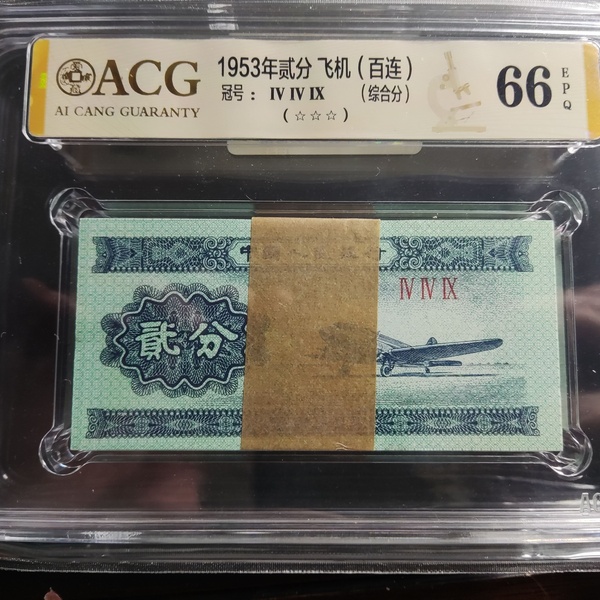 ACG
AI CANG GUARANTY
1953年贰分 飞机(百连)
冠号: IV IV IX (综合分)
(☆☆☆)
66
EPQ
IV IV IX
貳分